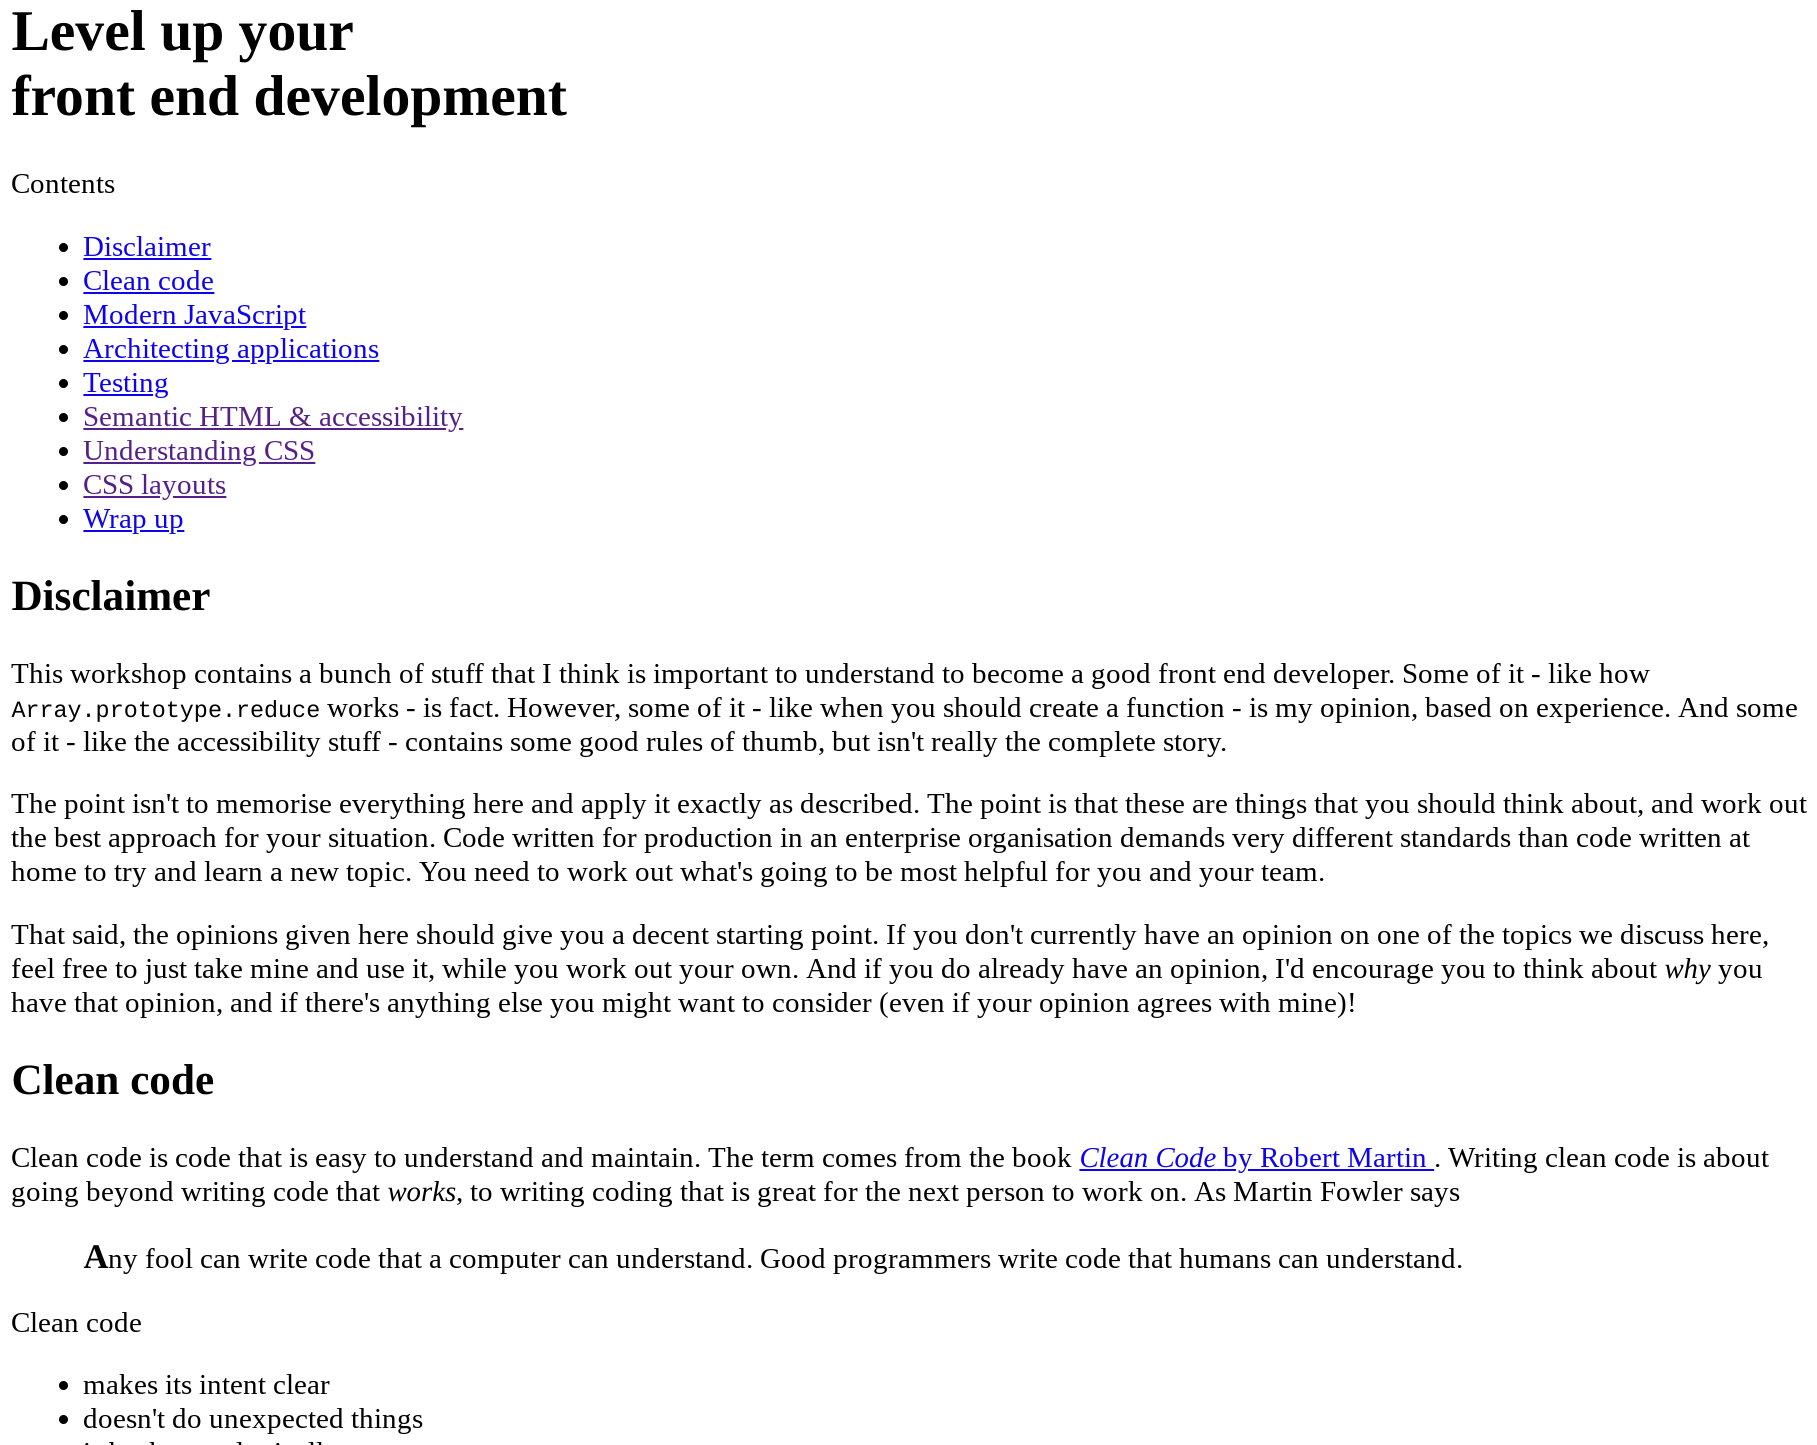 Level up your
front end development
Contents
Disclaimer
Clean code
Modern JavaScript
Architecting applications
Testing
Semantic HTML & accessibility
Understanding CSS
CSS layouts
Wrap up
Disclaimer
This workshop contains a bunch of stuff that I think is important to understand to become a good front end developer. Some of it - like how
Array.prototype.reduce works - is fact. However, some of it - like when you should create a function - is my opinion, based on experience. And some
of it - like the accessibility stuff - contains some good rules of thumb, but isn't really the complete story.
The point isn't to memorise everything here and apply it exactly as described. The point is that these are things that you should think about, and work out
the best approach for your situation. Code written for production in an enterprise organisation demands very different standards than code written at
home to try and learn a new topic. You need to work out what's going to be most helpful for you and your team.
That said, the opinions given here should give you a decent starting point. If you don't currently have an opinion on one of the topics we discuss here,
feel free to just take mine and use it, while you work out your own. And if you do already have an opinion, I'd encourage you to think about why you
have that opinion, and if there's anything else you might want to consider (even if your opinion agrees with mine)!
Clean code
Clean code is code that is easy to understand and maintain. The term comes from the book Clean Code by Robert Martin . Writing clean code is about
going beyond writing code that works, to writing coding that is great for the next person to work on. As Martin Fowler says
Any fool can write code that a computer can understand. Good programmers write code that humans can understand.
Clean code
makes its intent clear
doesn't do unexpected things